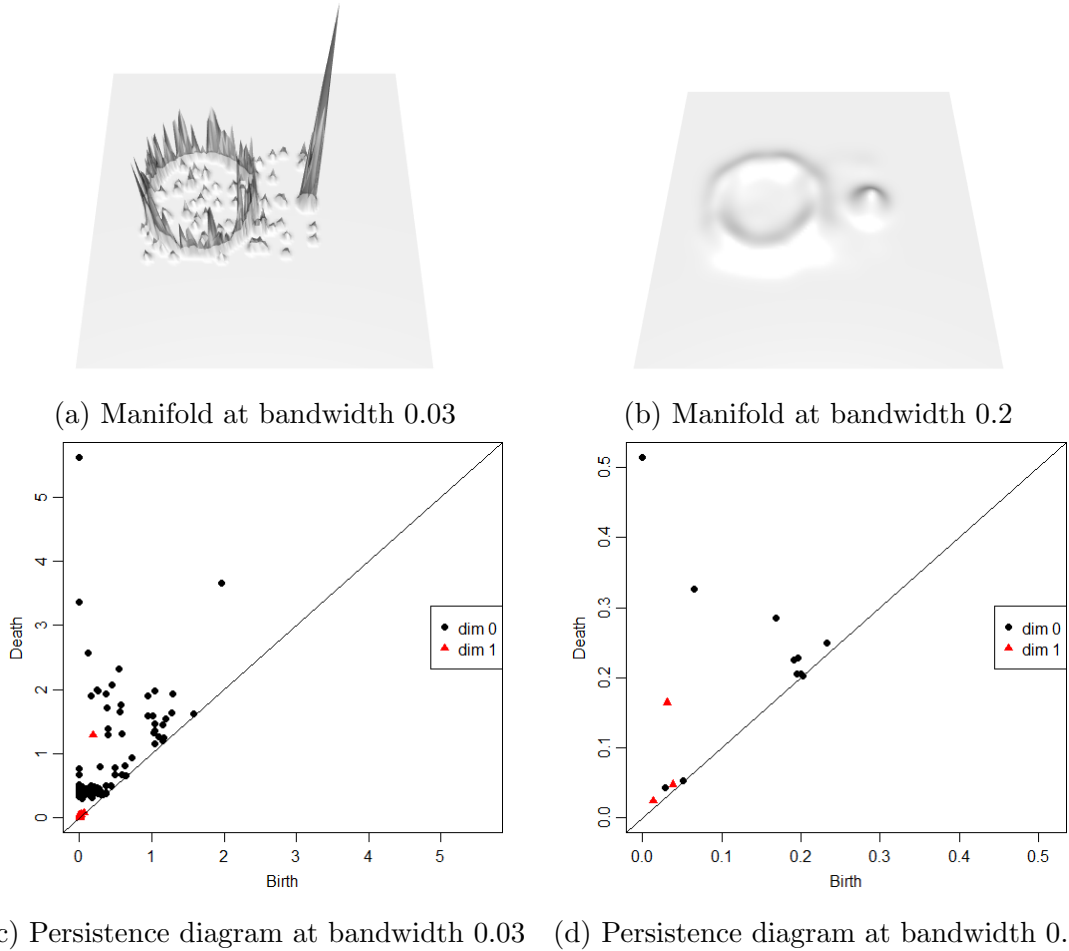 (a) Manifold at bandwidth 0.03
(b) Manifold at bandwidth 0.2
5
4
3
2
1
0
Death
dim 0
dim 1
0 1 2 3 4 5
Birth
0.5
0.4
0.3
0.2
0.1
0.0
Death
dim 0
dim 1
0.0 0.1 0.2 0.3 0.4 0.5
Birth
c) Persistence diagram at bandwidth 0.03
(d) Persistence diagram at bandwidth 0.